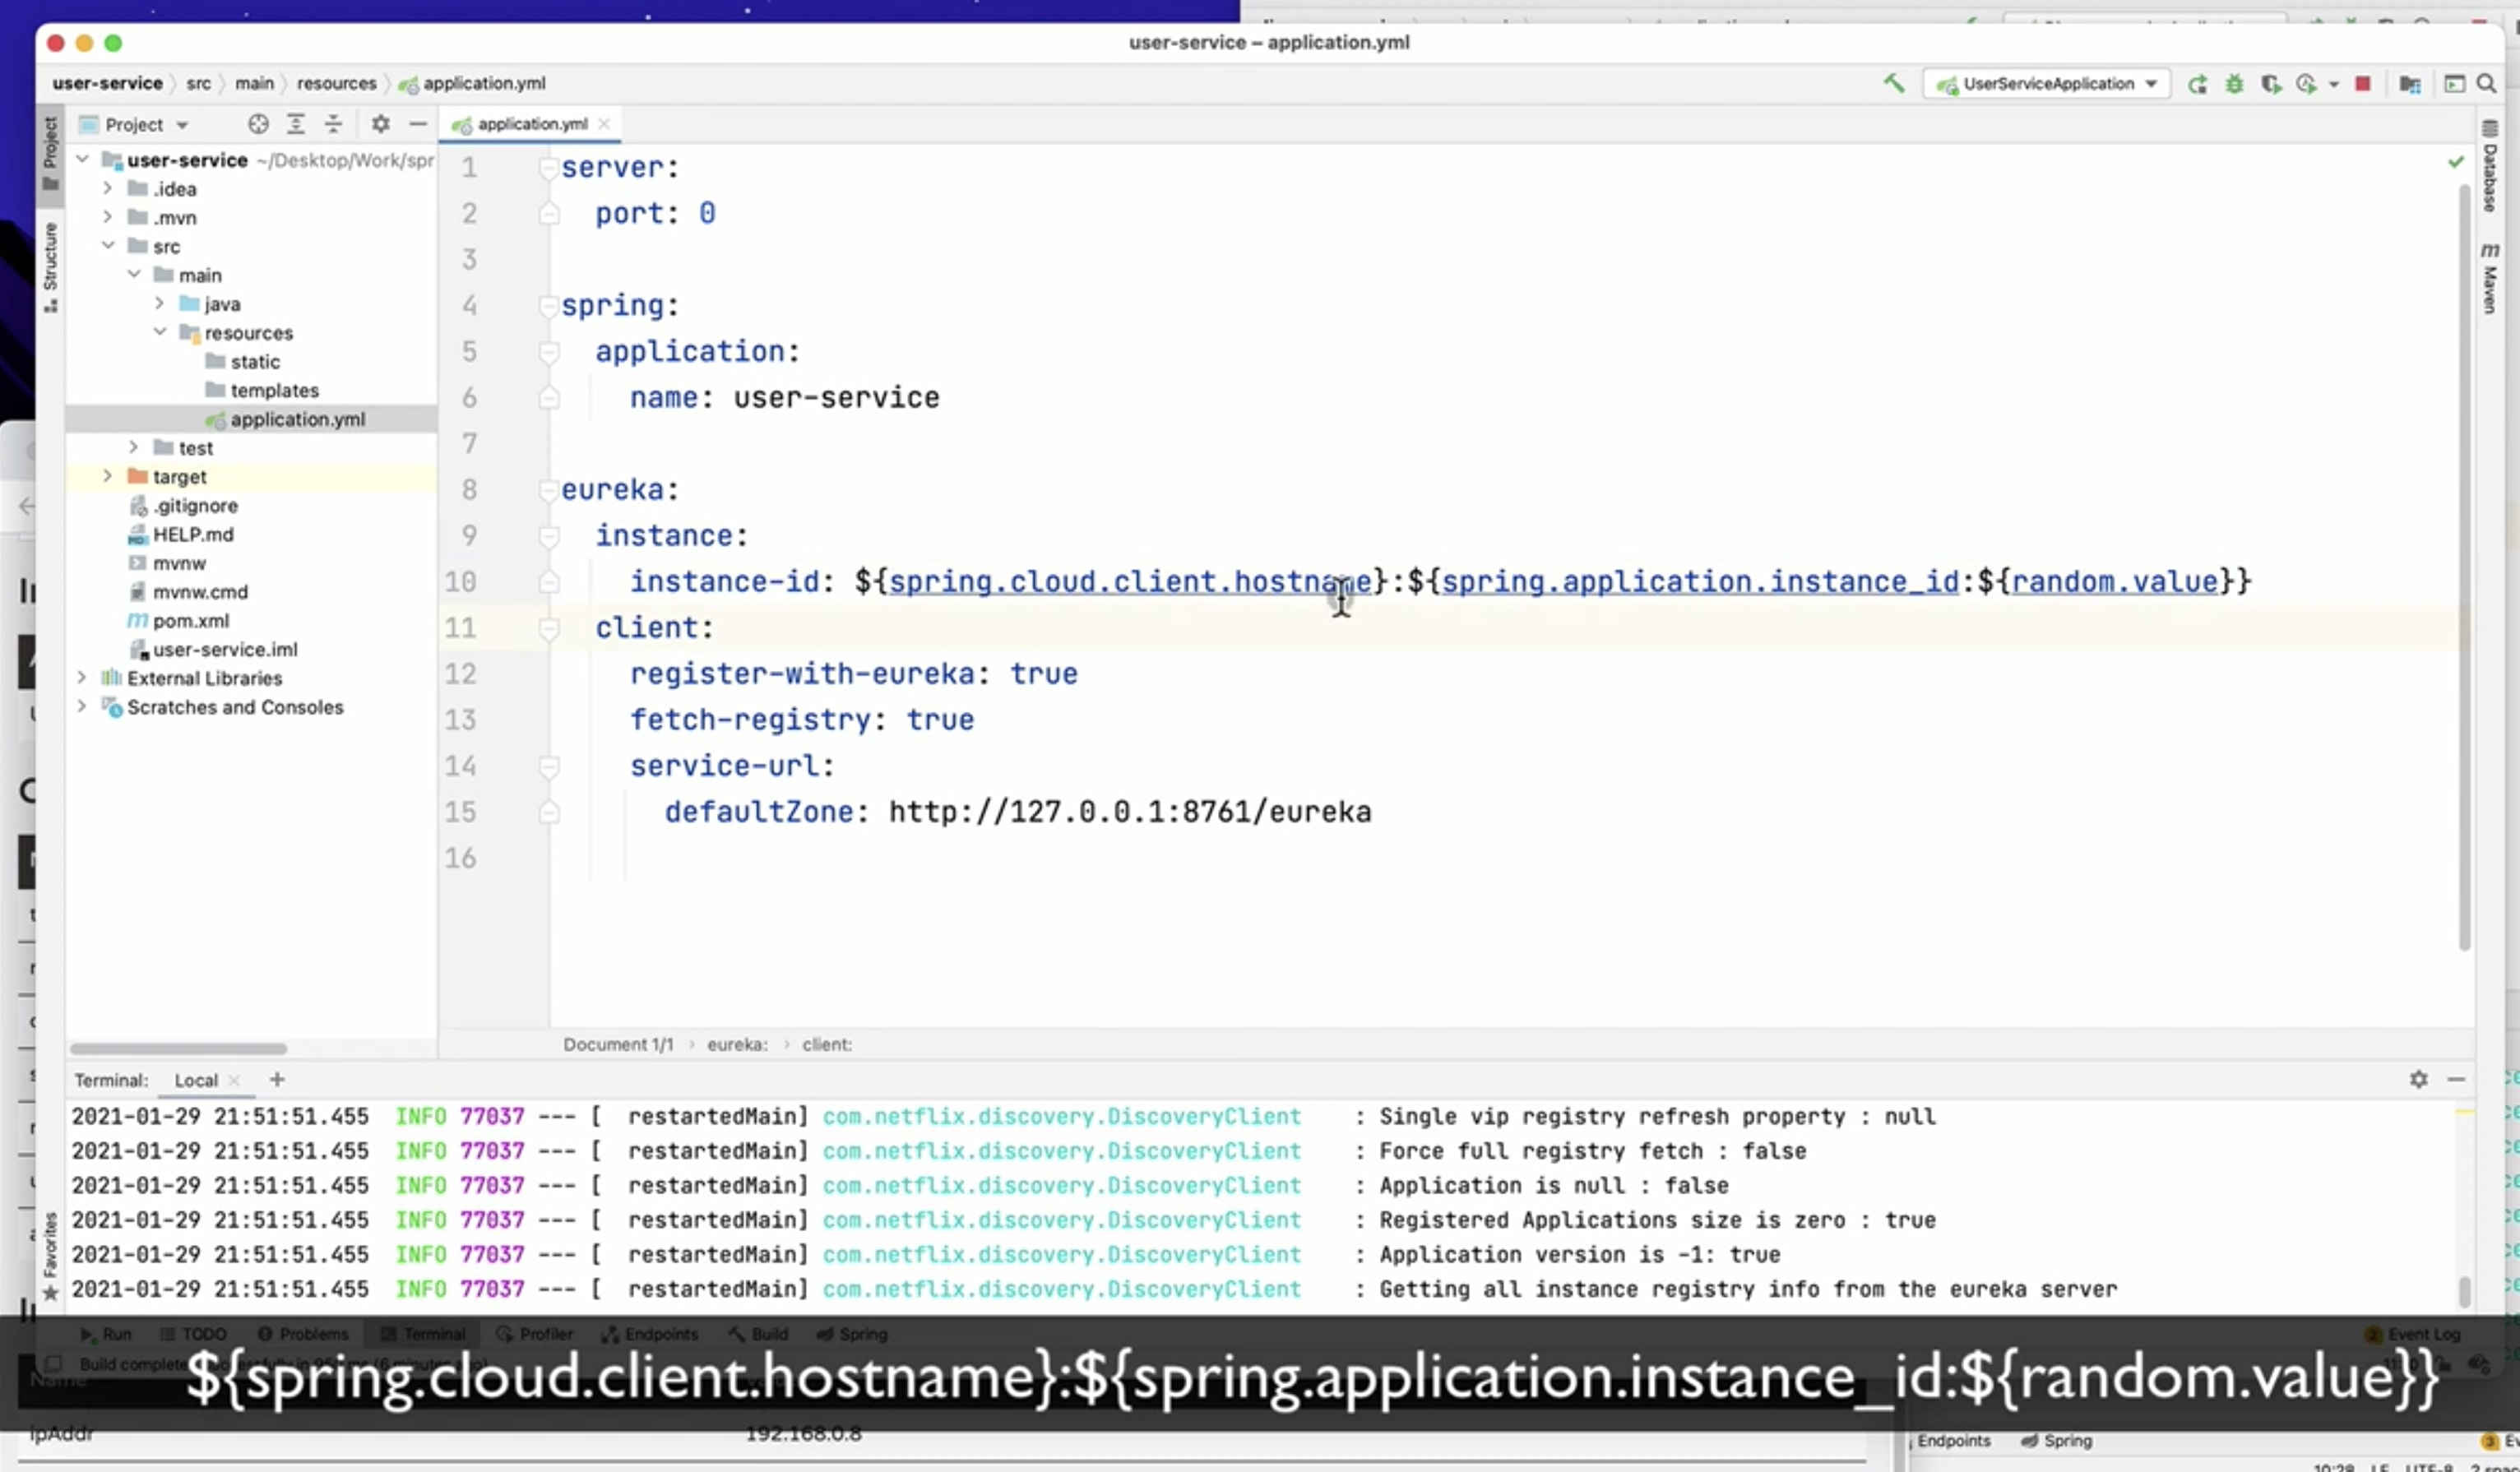 user-service – application.yml
user-service src main resources application.yml
UserServiceApplication
Project
application.yml
Project
Structure
Favorites
user-service ~/Desktop/Work/spr
.idea
.mvn
src
main
java
resources
static
templates
application.yml
test
target
.gitignore
HELP.md
mvnw
mvnw.cmd
pom.xml
user-service.iml
External Libraries
Scratches and Consoles
1 server:
2 port: 0
3
4 spring:
5 application:
6 name: user-service
7
8 eureka:
9 instance:
10 instance-id: ${spring.cloud.client.hostname}:${spring.application.instance_id:${random.value}}
11 client:
12 register-with-eureka: true
13 fetch-registry: true
14 service-url:
15 defaultZone: http://127.0.0.1:8761/eureka
16
Database
Maven
Document 1/1 eureka: client:
Terminal: Local
2021-01-29 21:51:51.455 INFO 77037 --- [ restartedMain] com.netflix.discovery.DiscoveryClient : Single vip registry refresh property : null
2021-01-29 21:51:51.455 INFO 77037 --- [ restartedMain] com.netflix.discovery.DiscoveryClient : Force full registry fetch : false
2021-01-29 21:51:51.455 INFO 77037 --- [ restartedMain] com.netflix.discovery.DiscoveryClient : Application is null : false
2021-01-29 21:51:51.455 INFO 77037 --- [ restartedMain] com.netflix.discovery.DiscoveryClient : Registered Applications size is zero : true
2021-01-29 21:51:51.455 INFO 77037 --- [ restartedMain] com.netflix.discovery.DiscoveryClient : Application version is -1: true
2021-01-29 21:51:51.455 INFO 77037 --- [ restartedMain] com.netflix.discovery.DiscoveryClient : Getting all instance registry info from the eureka server
Run TODO Problems Terminal Profiler Endpoints Build Spring 2 Event Log
${spring.cloud.client.hostname}:${spring.application.instance_id:${random.value}}
Name
ipAddr 192.168.0.8
Endpoints Spring 3